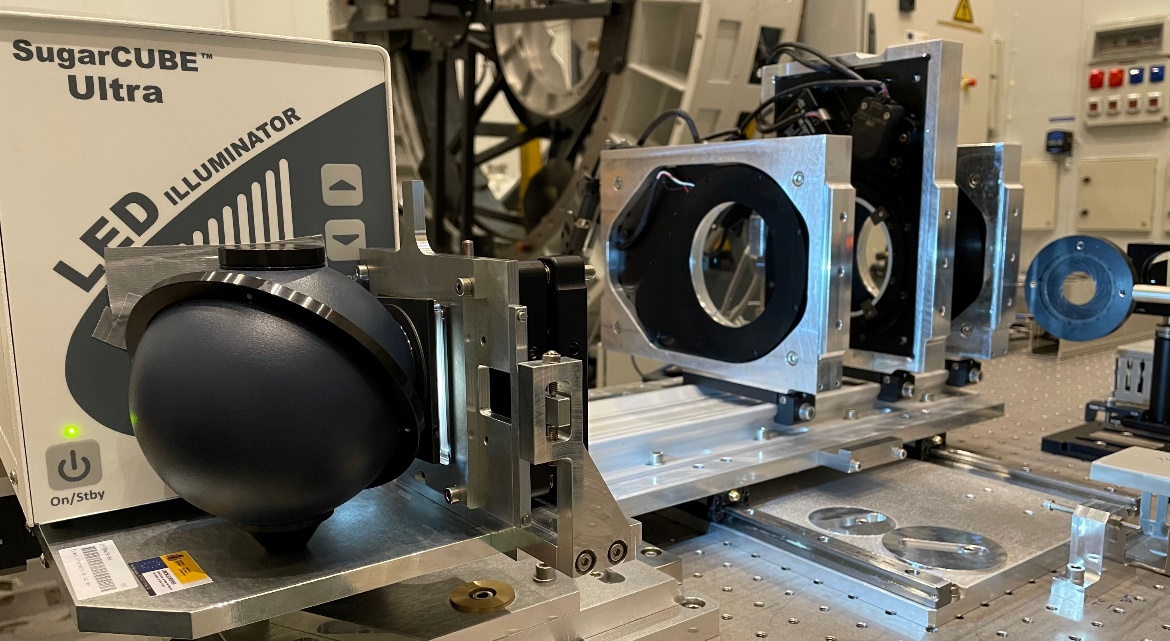 SugarCUBE™
Ultra
LED ILLUMINATOR
On/Stby